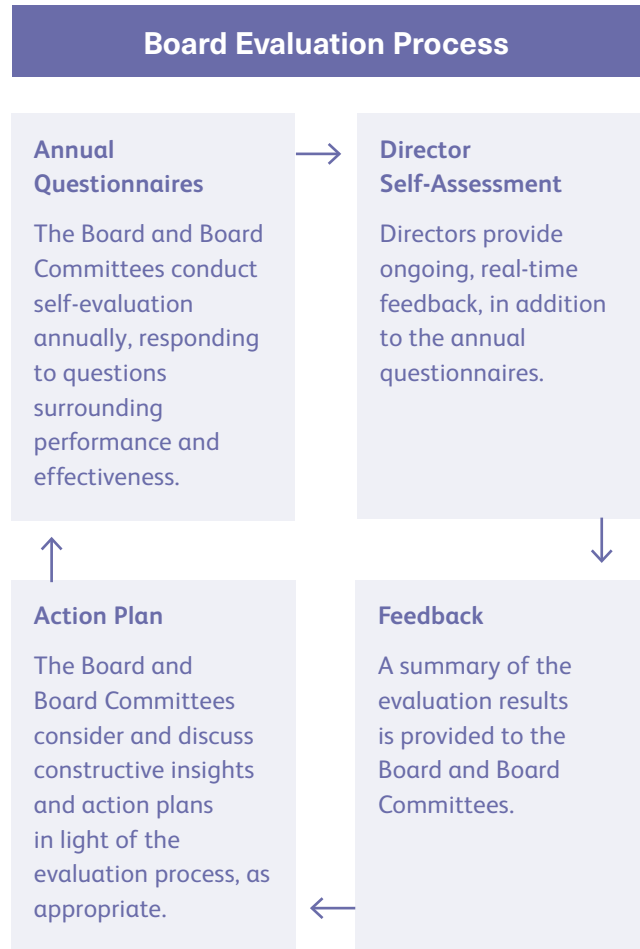 Board Evaluation Process
Annual
Questionnaires
The Board and Board
Committees conduct
self-evaluation
annually, responding
to questions
surrounding
performance and
effectiveness.
Director
Self-Assessment
Directors provide
ongoing, real-time
feedback, in addition
to the annual
questionnaires.
Feedback
A summary of the
evaluation results
is provided to the
Board and Board
Committees.
Action Plan
The Board and
Board Committees
consider and discuss
constructive insights
and action plans
in light of the
evaluation process, as
appropriate.